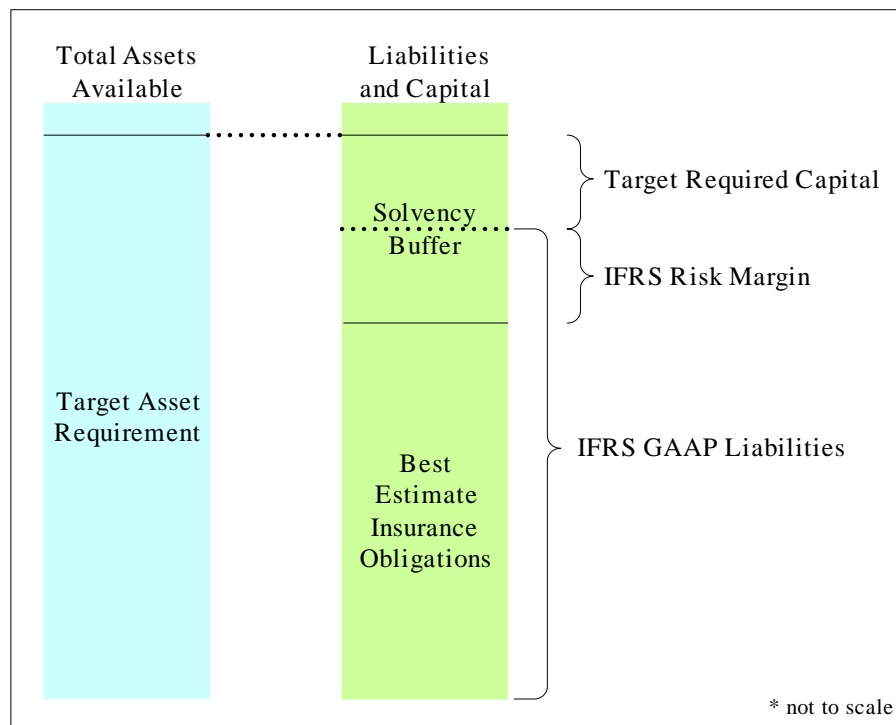 Total Assets
Available
Liabilities
and Capital
Target Required Capital
Solvency
Buffer
IFRS Risk Margin
Target Asset
Requirement
IFRS GAAP Liabilities
Best
Estimate
Insurance
Obligations
* not to scale